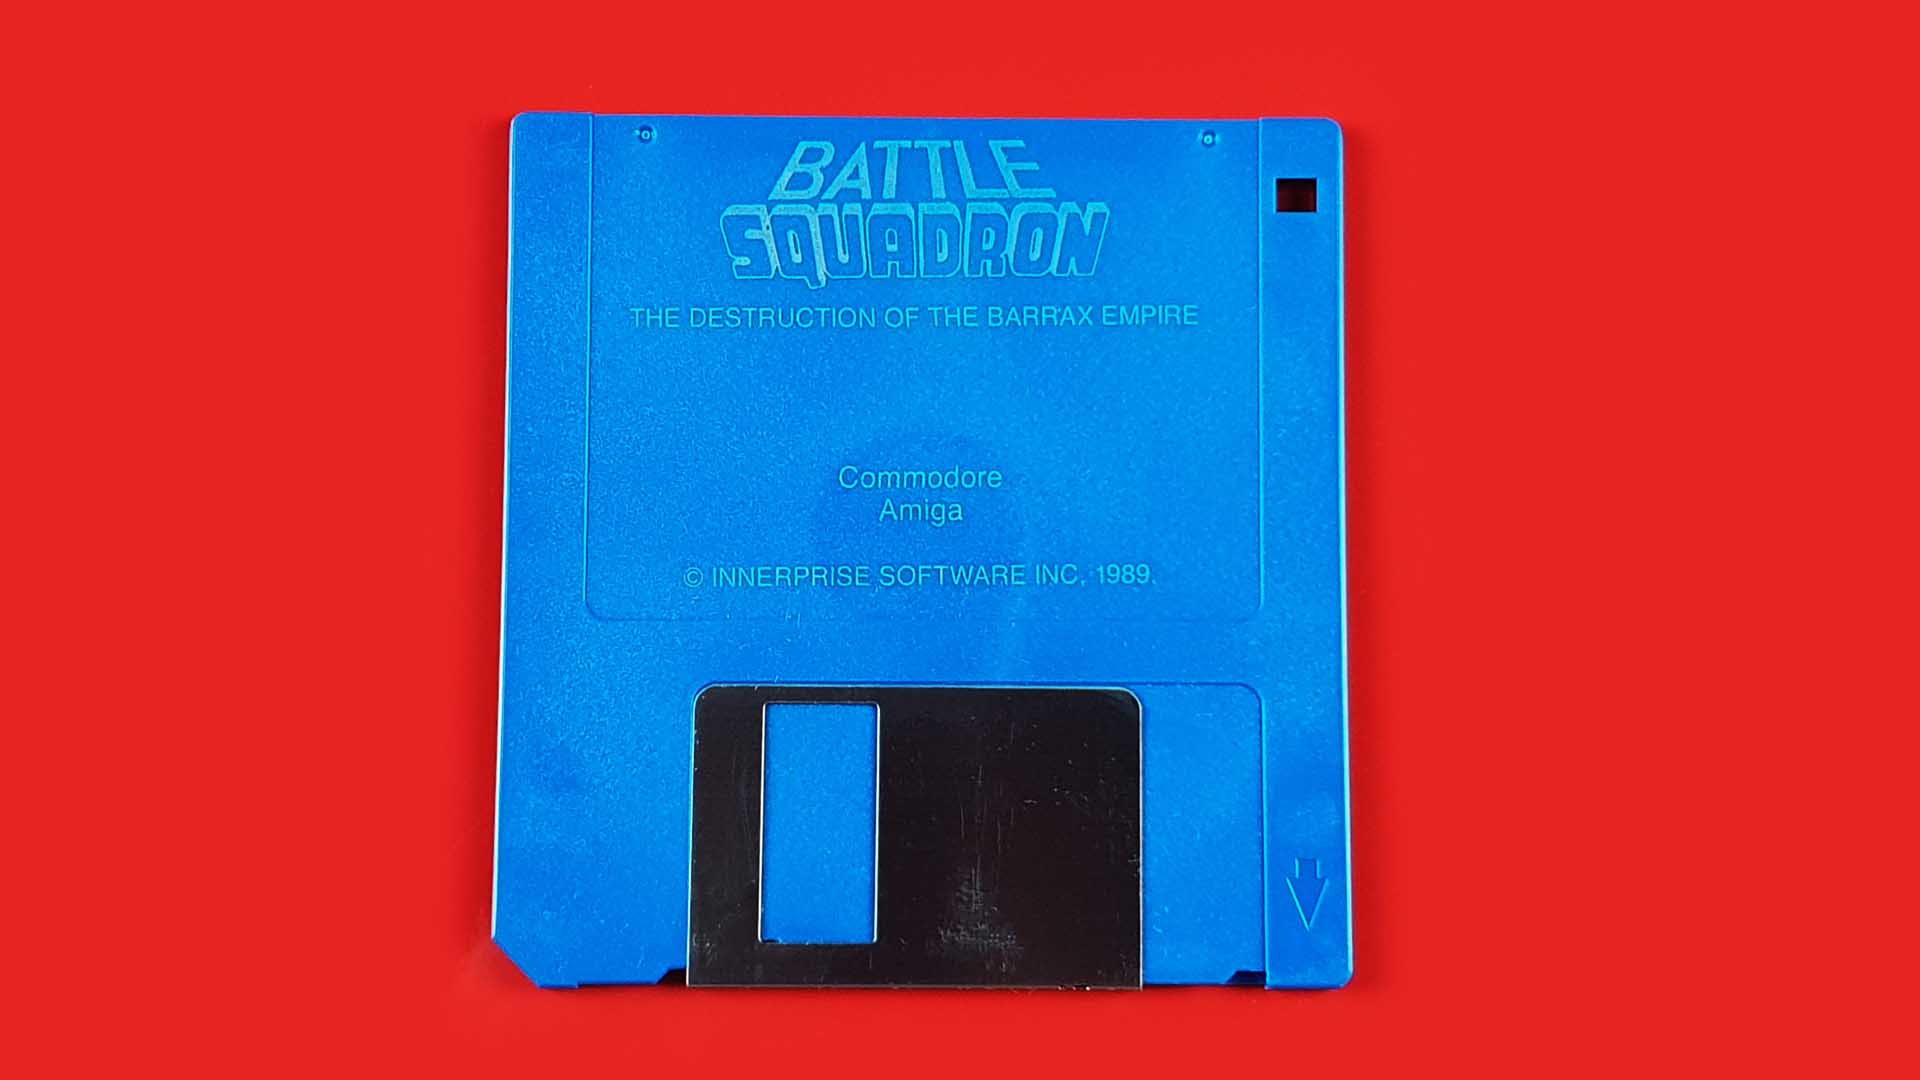 BATTLE
SQUADRON
THE DESTRUCTION OF THE BARRAX EMPIRE
Commodore
Amiga
© INNERPRISE SOFTWARE INC, 1989.